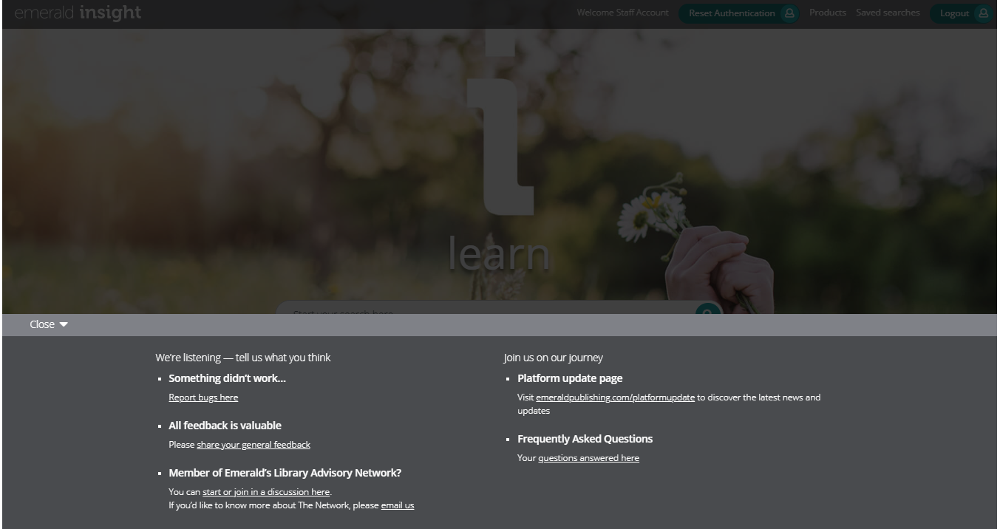 emerald insight
Welcome Staff Account
Reset Authentication
Products
Saved searches
Logout
learn
Start your search here
Close
We're listening — tell us what you think
Something didn't work...
Report bugs here
All feedback is valuable
Please share your general feedback
Member of Emerald's Library Advisory Network?
You can start or join in a discussion here.
If you'd like to know more about The Network, please email us
Join us on our journey
Platform update page
Visit emeraldpublishing.com/platformupdate to discover the latest news and
updates
Frequently Asked Questions
Your questions answered here